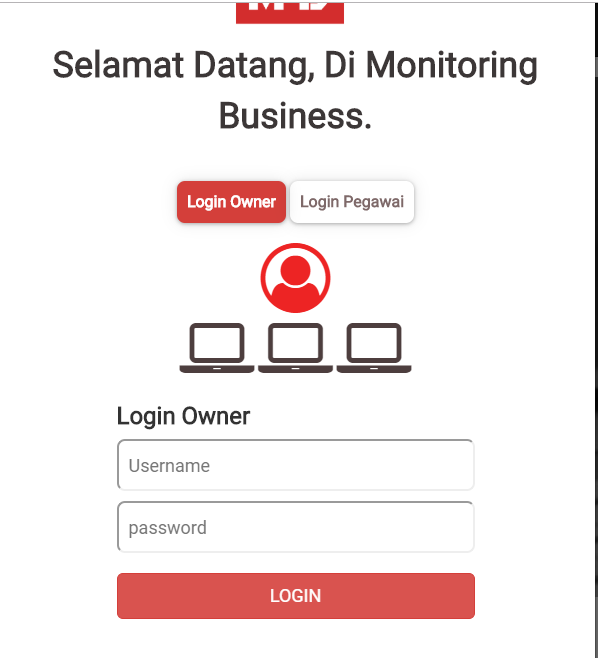 Selamat Datang, Di Monitoring
Business.
Login Owner Login Pegawai
Login Owner
Username
password
LOGIN